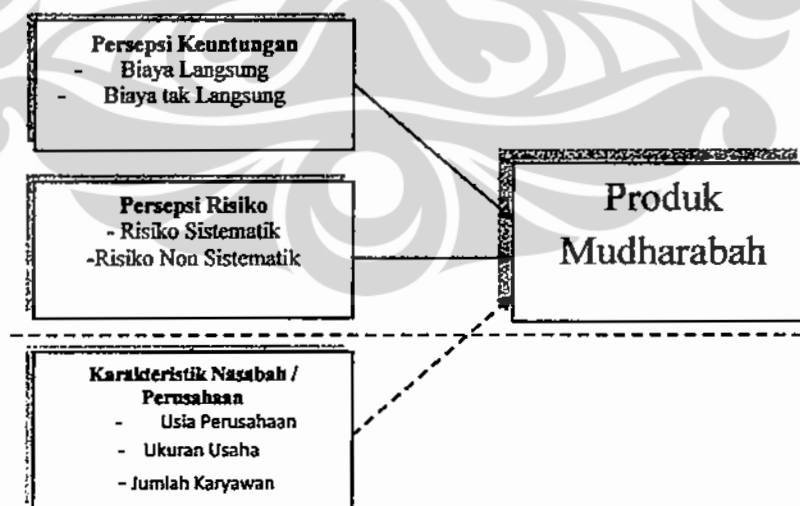 Persepsi Keuntungan
- Biaya Langsung
- Biaya tak Langsung
Persepsi Risiko
- Risiko Sistematik
-Risiko Non Sistematik
Produk
Mudharabah
Karakteristik Nasabah /
Perusahaan
- Usia Perusahaan
- Ukuran Usaha
- Jumlah Karyawan